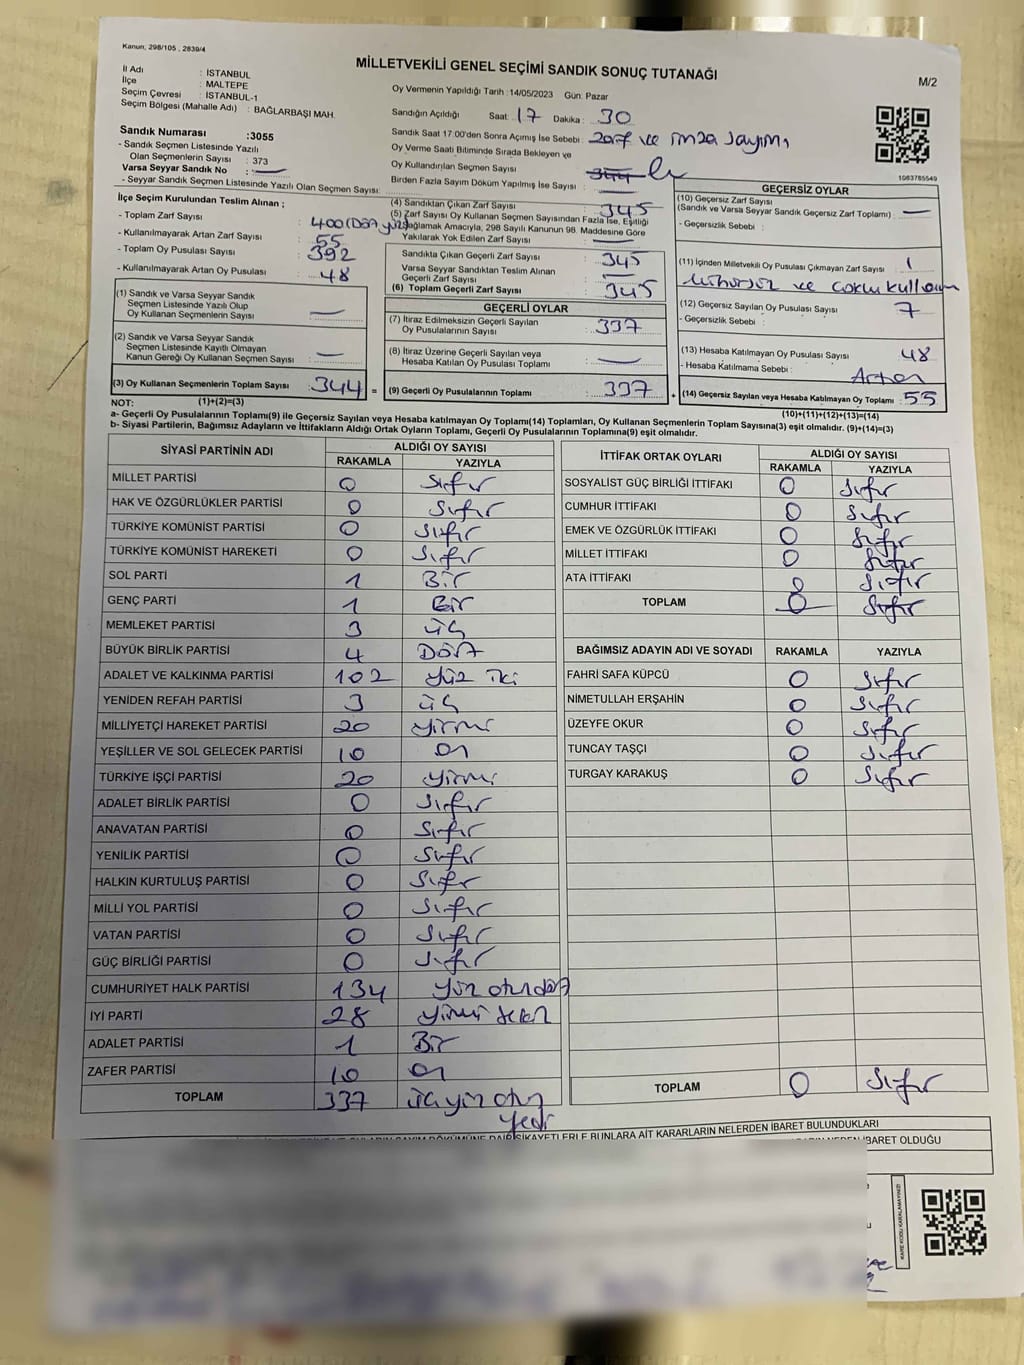 Kanun, 298/105 , 2839/4
MİLLETVEKİLİ GENEL SEÇİMİ SANDIK SONUÇ TUTANAĞI
M/2
İl Adı : İSTANBUL
İlçe : MALTEPE
Seçim Çevresi : İSTANBUL-1
Seçim Bölgesi (Mahalle Adı) : BAĞLARBAŞI MAH.
Sandık Numarası :3055
- Sandık Seçmen Listesinde Yazılı
Olan Seçmenlerin Sayısı : 373
Varsa Seyyar Sandık No : —
- Seyyar Sandık Seçmen Listesinde Yazılı Olan Seçmen Sayısı:
Oy Vermenin Yapıldığı Tarih :14/05/2023 Gün: Pazar
Sandığın Açıldığı Saat: 17 Dakika: 30
Sandık Saat 17:00'den Sonra Açımış İse Sebebi: Zarf ve imza sayımı
Oy Verme Saati Bitiminde Sırada Bekleyen ve
Oy Kullandırılan Seçmen Sayısı : 344
Birden Fazla Sayım Döküm Yapılmış İse Sayısı : —
1083785549
İlçe Seçim Kurulundan Teslim Alınan ;
- Toplam Zarf Sayısı : 400 (Dört yüz)
- Kullanılmayarak Artan Zarf Sayısı : 55
- Toplam Oy Pusulası Sayısı : 392
- Kullanılmayarak Artan Oy Pusulası : 48
(1) Sandık ve Varsa Seyyar Sandık
Seçmen Listesinde Yazılı Olup
Oy Kullanan Seçmenlerin Sayısı : —
(2) Sandık ve Varsa Seyyar Sandık
Seçmen Listesinde Kayıtlı Olmayan
Kanun Gereği Oy Kullanan Seçmen Sayısı : —
(3) Oy Kullanan Seçmenlerin Toplam Sayısı : 344 =
(4) Sandıktan Çıkan Zarf Sayısı : 345
(5) Zarf Sayısı Oy Kullanan Seçmen Sayısından Fazla İse, Eşitliği
Sağlamak Amacıyla, 298 Sayılı Kanunun 98. Maddesine Göre
Yakılarak Yok Edilen Zarf Sayısı : —
Sandıkta Çıkan Geçerli Zarf Sayısı : 345
Varsa Seyyar Sandıktan Teslim Alınan
Geçerli Zarf Sayısı : —
(6) Toplam Geçerli Zarf Sayısı : 345
GEÇERLİ OYLAR
(7) İtiraz Edilmeksizin Geçerli Sayılan
Oy Pusulalarının Sayısı : 337
(8) İtiraz Üzerine Geçerli Sayılan veya
Hesaba Katılan Oy Pusulası Toplamı : —
(9) Geçerli Oy Pusulalarının Toplamı : 337 +
GEÇERSİZ OYLAR
(10) Geçersiz Zarf Sayısı
(Sandık ve Varsa Seyyar Sandık Geçersiz Zarf Toplamı) : —
- Geçersizlik Sebebi :
(11) İçinden Milletvekili Oy Pusulası Çıkmayan Zarf Sayısı : 1
Mühürsüz ve çoklu kullanım
(12) Geçersiz Sayılan Oy Pusulası Sayısı : 7
- Geçersizlik Sebebi :
(13) Hesaba Katılmayan Oy Pusulası Sayısı : 48
- Hesaba Katılmama Sebebi : Artan
(14) Geçersiz Sayılan veya Hesaba Katılmayan Oy Toplamı : 55
NOT: (1)+(2)=(3) (10)+(11)+(12)+(13)=(14)
a- Geçerli Oy Pusulalarının Toplamı(9) ile Geçersiz Sayılan veya Hesaba katılmayan Oy Toplamı(14) Toplamları, Oy Kullanan Seçmenlerin Toplam Sayısına(3) eşit olmalıdır. (9)+(14)=(3)
b- Siyasi Partilerin, Bağımsız Adayların ve İttifakların Aldığı Ortak Oyların Toplamı, Geçerli Oy Pusulalarının Toplamına(9) eşit olmalıdır.
SİYASİ PARTİNİN ADI ALDIĞI OY SAYISI
RAKAMLA YAZIYLA
MİLLET PARTİSİ 0 Sıfır
HAK VE ÖZGÜRLÜKLER PARTİSİ 0 Sıfır
TÜRKİYE KOMÜNİST PARTİSİ 0 Sıfır
TÜRKİYE KOMÜNİST HAREKETİ 0 Sıfır
SOL PARTİ 1 Bir
GENÇ PARTİ 1 Bir
MEMLEKET PARTİSİ 3 üç
BÜYÜK BİRLİK PARTİSİ 4 Dört
ADALET VE KALKINMA PARTİSİ 102 yüz iki
YENİDEN REFAH PARTİSİ 3 üç
MİLLİYETÇİ HAREKET PARTİSİ 20 yirmi
YEŞİLLER VE SOL GELECEK PARTİSİ 10 on
TÜRKİYE İŞÇİ PARTİSİ 20 yirmi
ADALET BİRLİK PARTİSİ 0 Sıfır
ANAVATAN PARTİSİ 0 Sıfır
YENİLİK PARTİSİ 0 Sıfır
HALKIN KURTULUŞ PARTİSİ 0 Sıfır
MİLLİ YOL PARTİSİ 0 Sıfır
VATAN PARTİSİ 0 Sıfır
GÜÇ BİRLİĞİ PARTİSİ 0 Sıfır
CUMHURİYET HALK PARTİSİ 134 yüz otuz dört
İYİ PARTİ 28 yirmi sekiz
ADALET PARTİSİ 1 Bir
ZAFER PARTİSİ 10 on
TOPLAM 337 üç yüz otuz
yedi
İTTİFAK ORTAK OYLARI ALDIĞI OY SAYISI
RAKAMLA YAZIYLA
SOSYALİST GÜÇ BİRLİĞİ İTTİFAKI 0 Sıfır
CUMHUR İTTİFAKI 0 Sıfır
EMEK VE ÖZGÜRLÜK İTTİFAKI 0 Sıfır
MİLLET İTTİFAKI 0 Sıfır
ATA İTTİFAKI 0 Sıfır
TOPLAM 0 Sıfır
BAĞIMSIZ ADAYIN ADI VE SOYADI RAKAMLA YAZIYLA
FAHRİ SAFA KÜPCÜ 0 Sıfır
NİMETULLAH ERŞAHİN 0 Sıfır
ÜZEYFE OKUR 0 Sıfır
TUNCAY TAŞÇI 0 Sıfır
TURGAY KARAKUŞ 0 Sıfır
TOPLAM 0 Sıfır
DÖKÜMÜNE DAİR ŞİKAYETLERLE BUNLARA AİT KARARLARIN NELERDEN İBARET BULUNDUKLARI
İBARET OLDUĞU
KARE KODU KARALAMAYINIZ